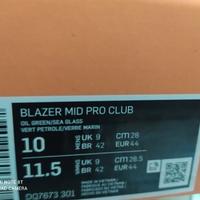 BLAZER MID PRO CLUB
OIL GREEN/SEA GLASS
VERT PETROLE/VERRE MARIN
10 UK 9 CM 28
BR 42 EUR 44
11.5 UK 9 CM 28.5
BR 42 EUR 44
DQ7673 301